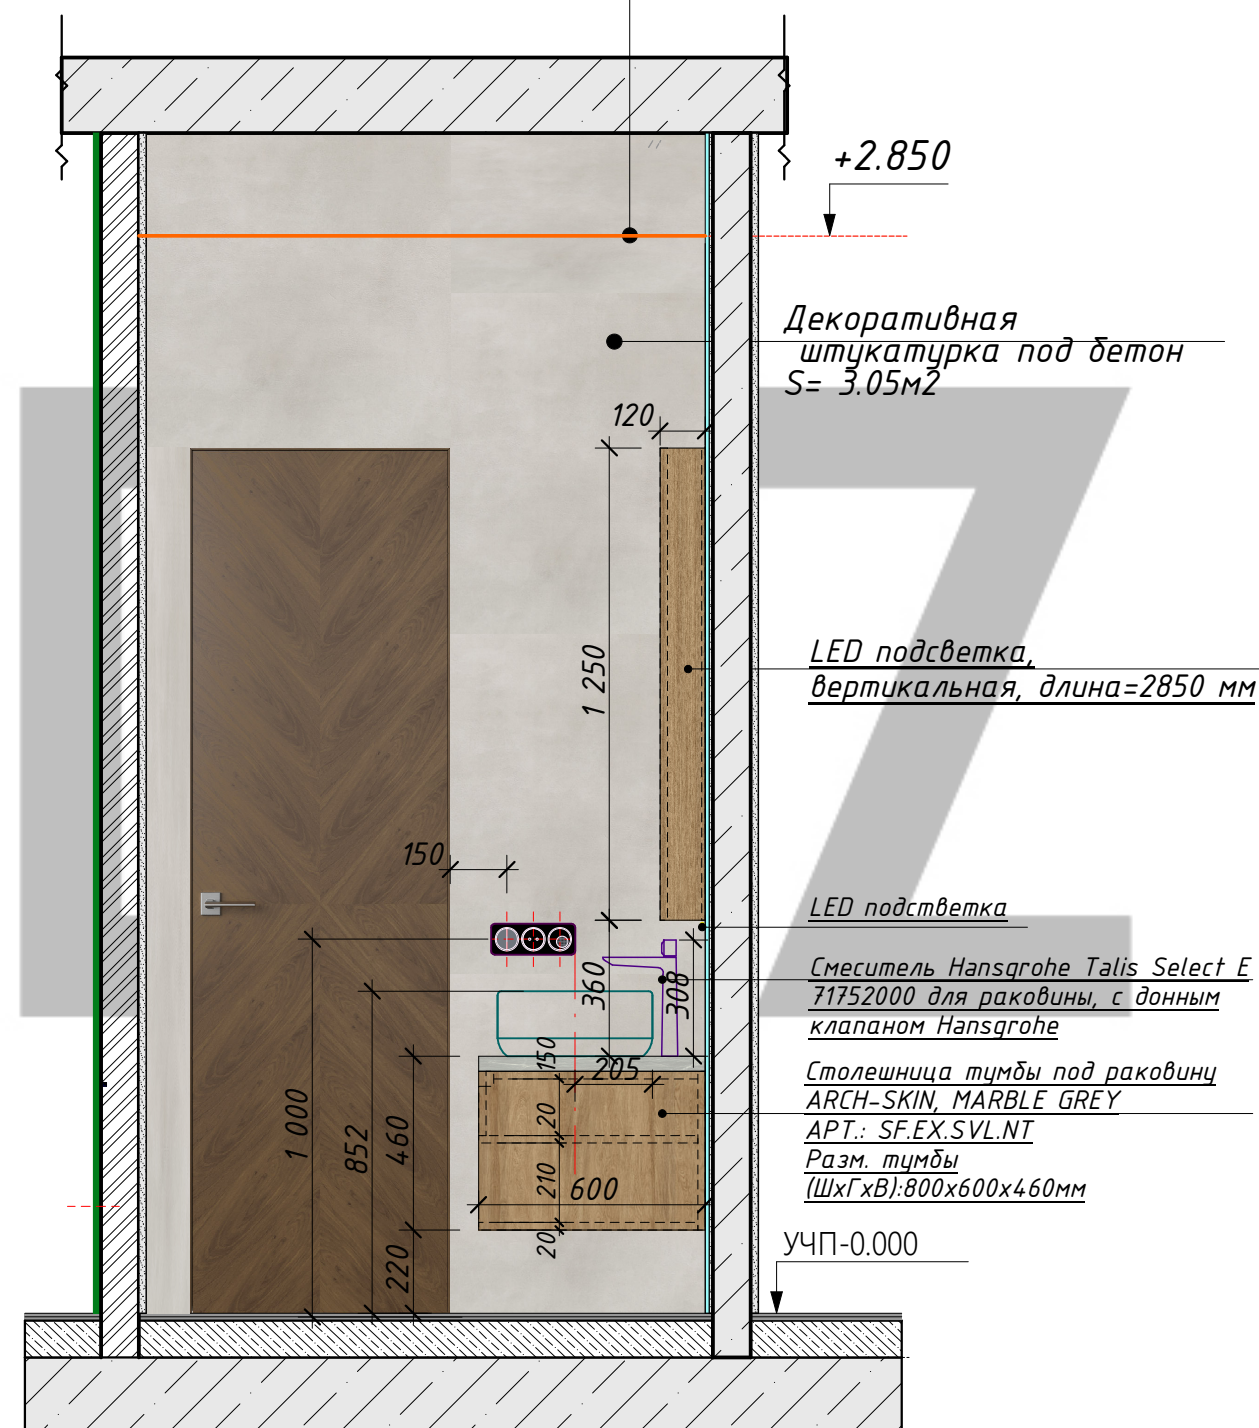 +2.850
Декоративная
штукатурка под бетон
S= 3.05м2
120
1 250
LED подсветка,
вертикальная, длина=2850 мм
150
LED подстветка
360
308
Смеситель Hansgrohe Talis Select E
71752000 для раковины, с донным
клапаном Hansgrohe
150
205
Столешница тумбы под раковину
ARCH-SKIN, MARBLE GREY
АРТ.: SF.EX.SVL.NT
Разм. тумбы
(ШхГхВ):800х600х460мм
1 000
852
460
20
210
600
20
220
УЧП-0.000